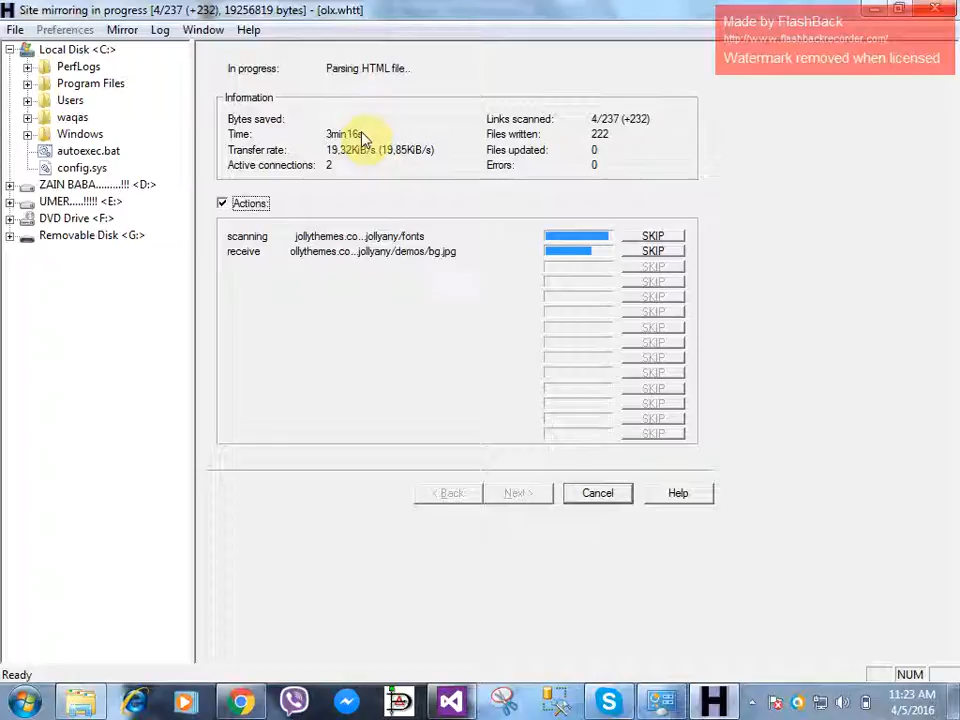 Site mirroring in progress [4/237 (+232), 19256819 bytes] - [olx.whtt]
Made by FlashBack
http://www.flashbackrecorder.com/
Watermark removed when licensed
File Preferences Mirror Log Window Help
Local Disk <C:>
PerfLogs
Program Files
Users
waqas
Windows
autoexec.bat
config.sys
ZAIN BABA.........!!! <D:>
UMER.....!!!!! <E:>
DVD Drive <F:>
Removable Disk <G:>
In progress: Parsing HTML file..
Information
Bytes saved: Links scanned: 4/237 (+232)
Time: 3min16s Files written: 222
Transfer rate: 19,32KiB/s (19,85KiB/s) Files updated: 0
Active connections: 2 Errors: 0
Actions:
scanning jollythemes.co...jollyany/fonts SKIP
receive ollythemes.co...jollyany/demos/bg.jpg SKIP
SKIP
SKIP
SKIP
SKIP
SKIP
SKIP
SKIP
SKIP
SKIP
SKIP
SKIP
SKIP
< Back Next > Cancel Help
Ready NUM
11:23 AM
4/5/2016